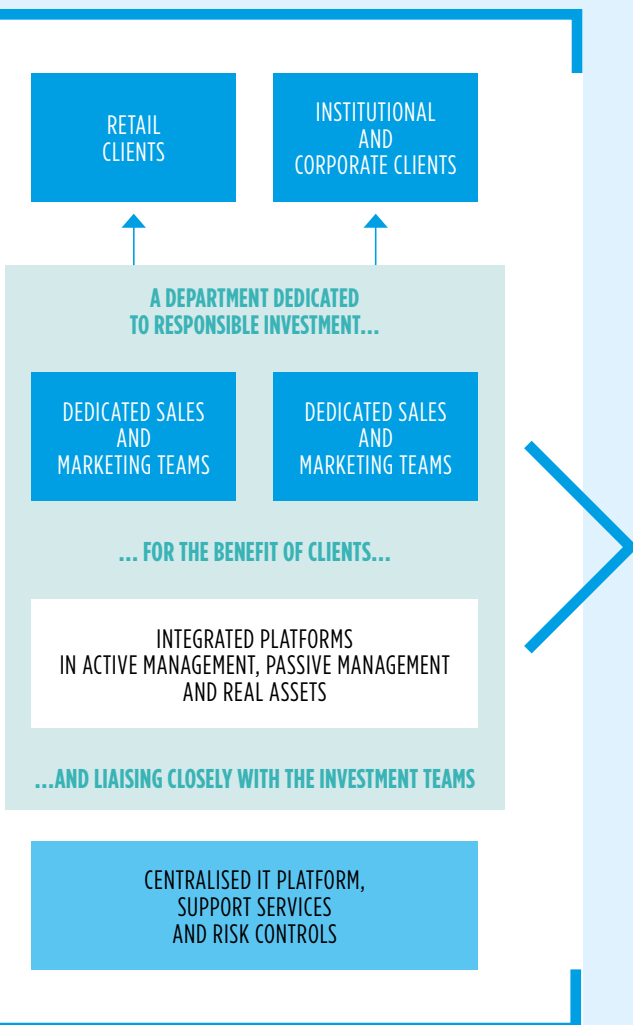 RETAIL
CLIENTS
INSTITUTIONAL
AND
CORPORATE CLIENTS
A DEPARTMENT DEDICATED
TO RESPONSIBLE INVESTMENT...
DEDICATED SALES
AND
MARKETING TEAMS
DEDICATED SALES
AND
MARKETING TEAMS
... FOR THE BENEFIT OF CLIENTS...
INTEGRATED PLATFORMS
IN ACTIVE MANAGEMENT, PASSIVE MANAGEMENT
AND REAL ASSETS
...AND LIAISING CLOSELY WITH THE INVESTMENT TEAMS
CENTRALISED IT PLATFORM,
SUPPORT SERVICES
AND RISK CONTROLS